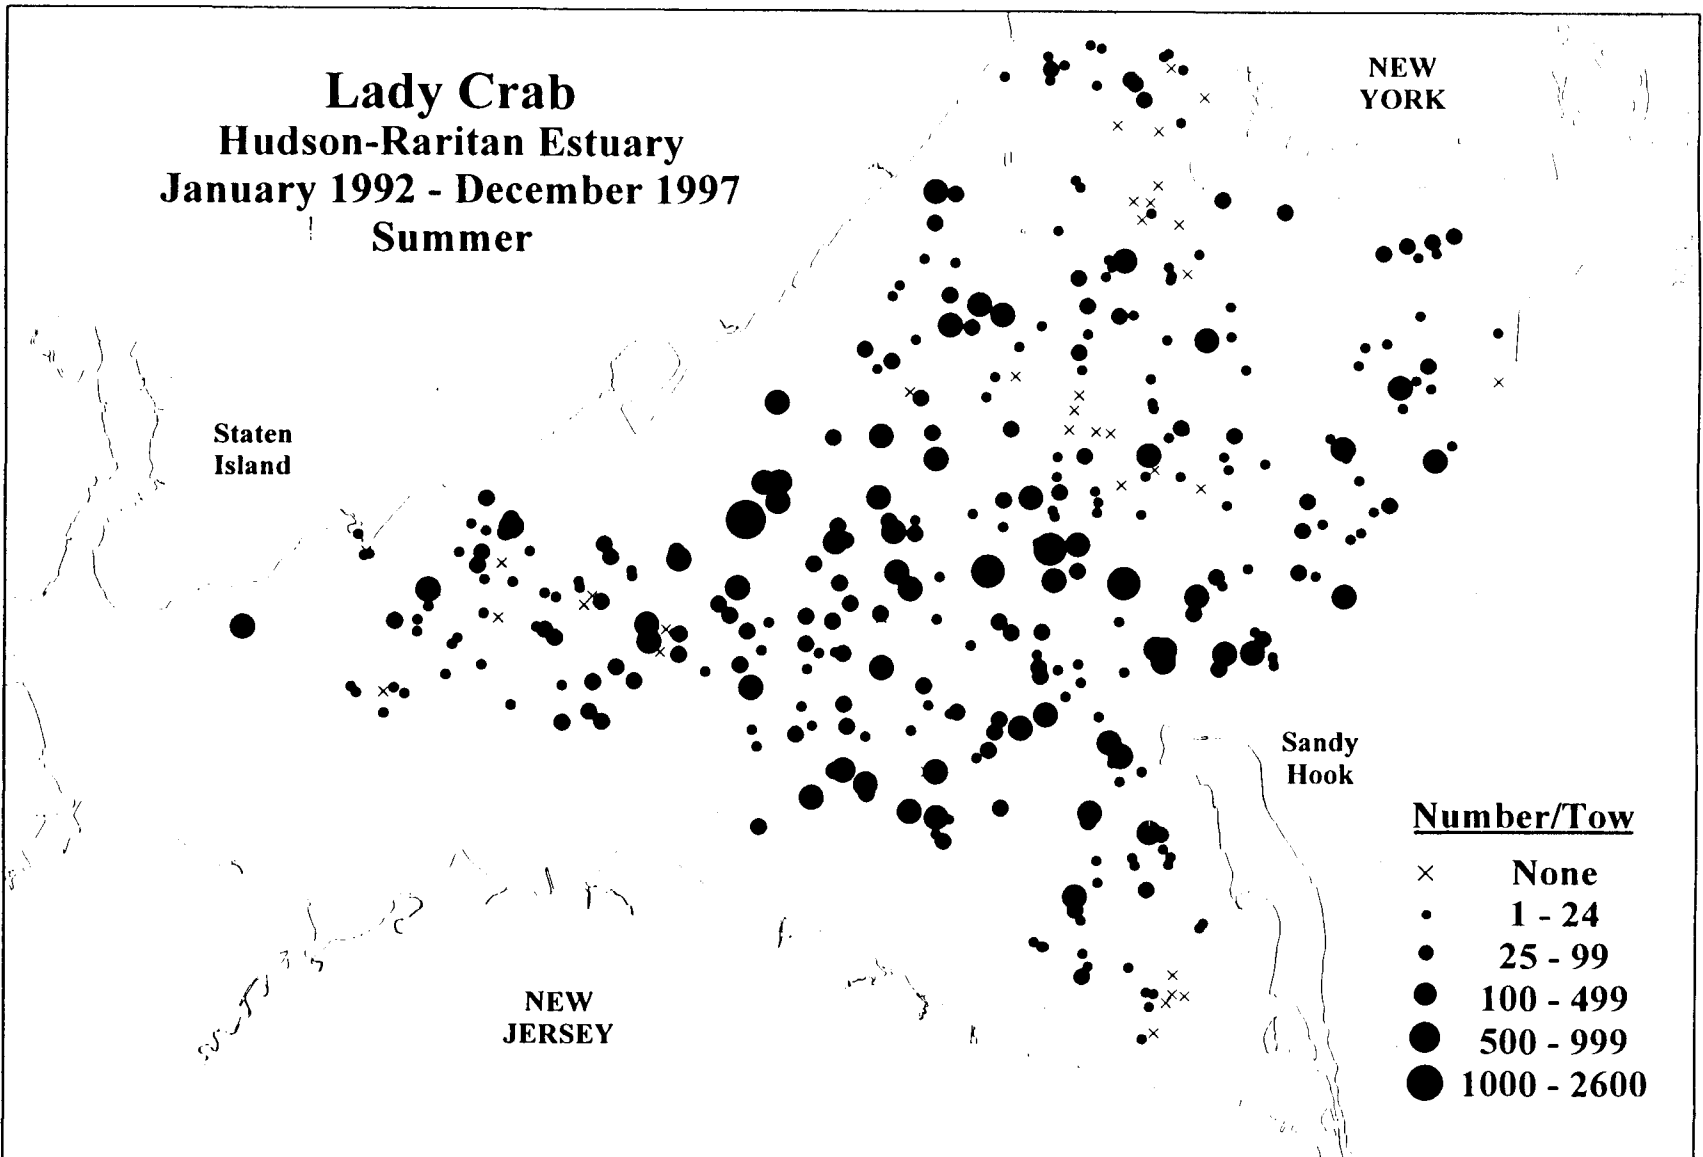 Lady Crab
Hudson-Raritan Estuary
January 1992 - December 1997
Summer
NEW
YORK
Staten
Island
Sandy
Hook
NEW
JERSEY
Number/Tow
× None
1 - 24
25 - 99
100 - 499
500 - 999
1000 - 2600